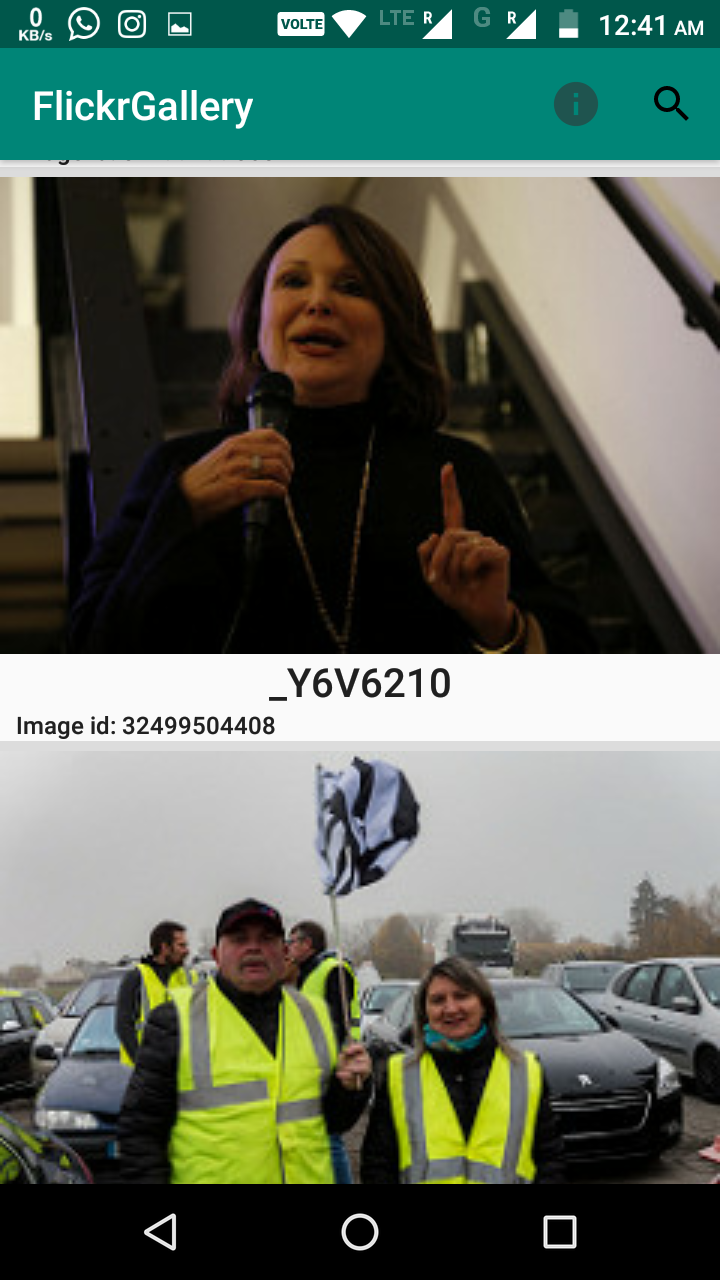 0
KB/s
VOLTE
LTE
R
G
R
12:41 AM
FlickrGallery
_Y6V6210
Image id: 32499504408